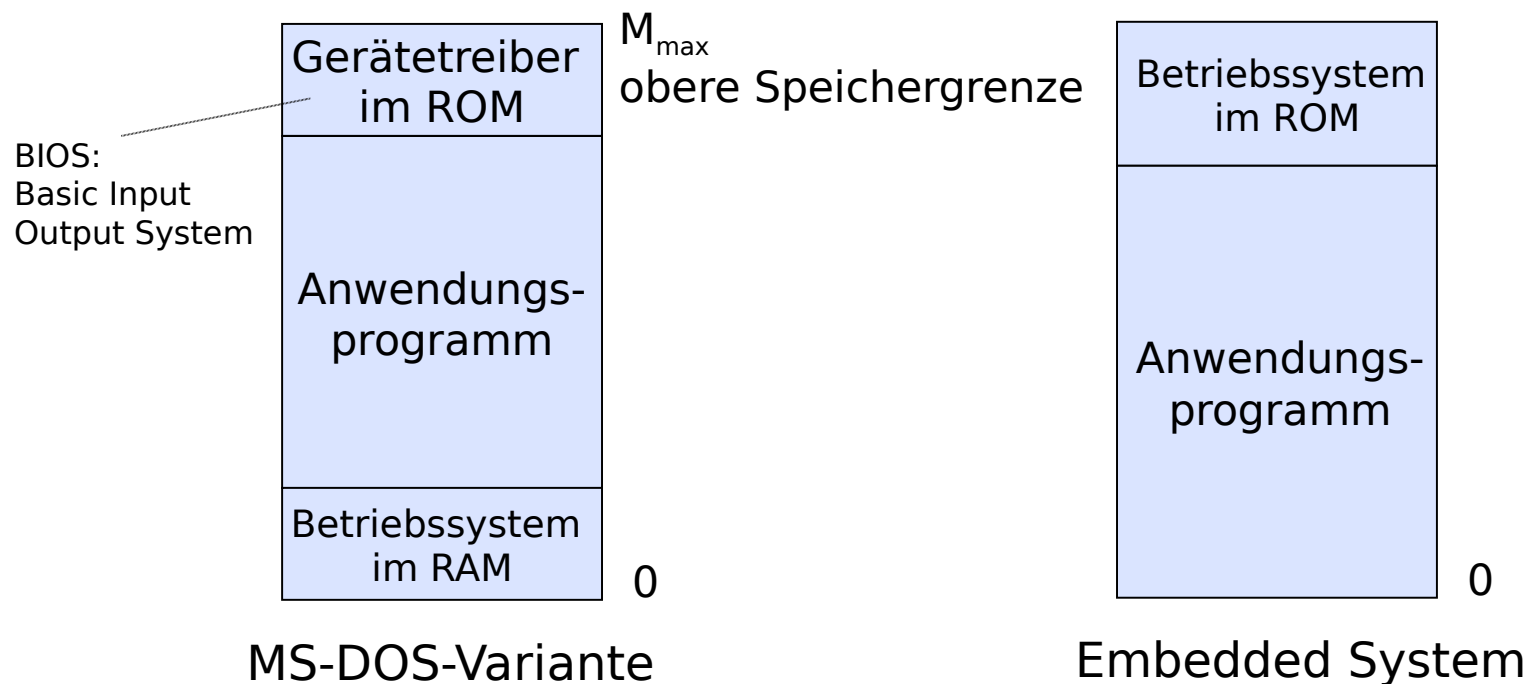 Gerätetreiber
im ROM
BIOS:
Basic Input
Output System
Anwendungs-
programm
Betriebssystem
im RAM
Mmax
obere Speichergrenze
0
MS-DOS-Variante
Betriebssystem
im ROM
Anwendungs-
programm
0
Embedded System